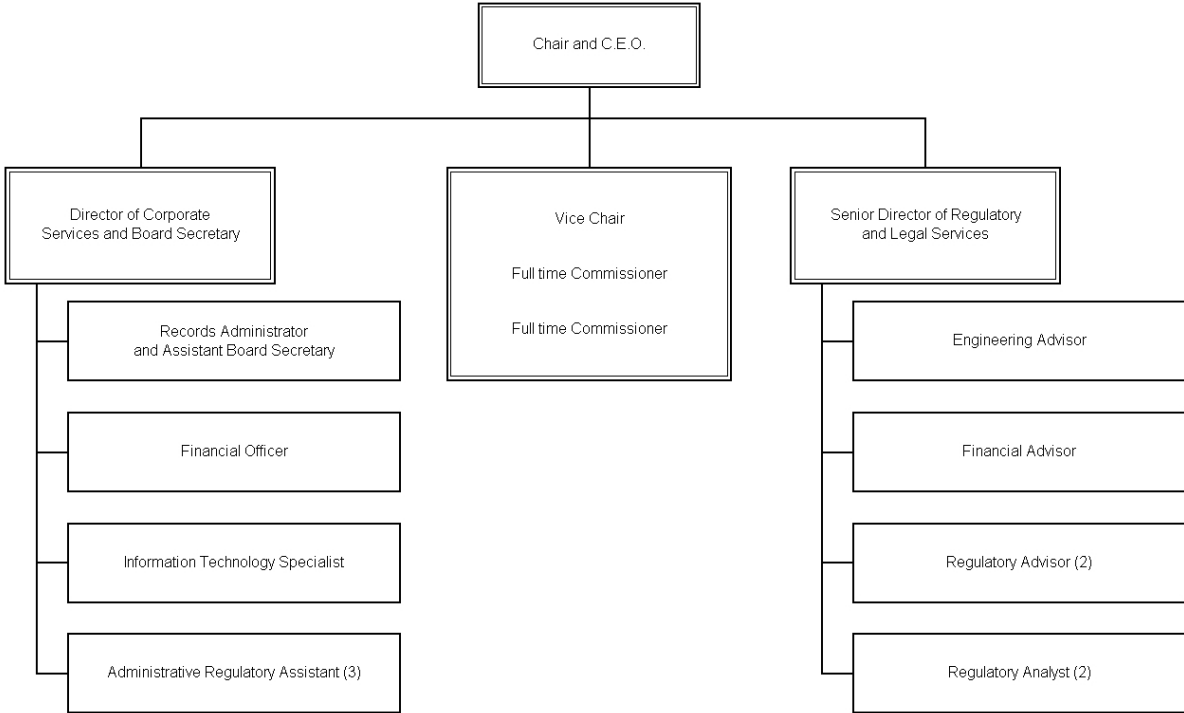 Chair and C.E.O.
Director of Corporate
Services and Board Secretary
Vice Chair
Full time Commissioner
Full time Commissioner
Senior Director of Regulatory
and Legal Services
Records Administrator
and Assistant Board Secretary
Financial Officer
Information Technology Specialist
Administrative Regulatory Assistant (3)
Engineering Advisor
Financial Advisor
Regulatory Advisor (2)
Regulatory Analyst (2)